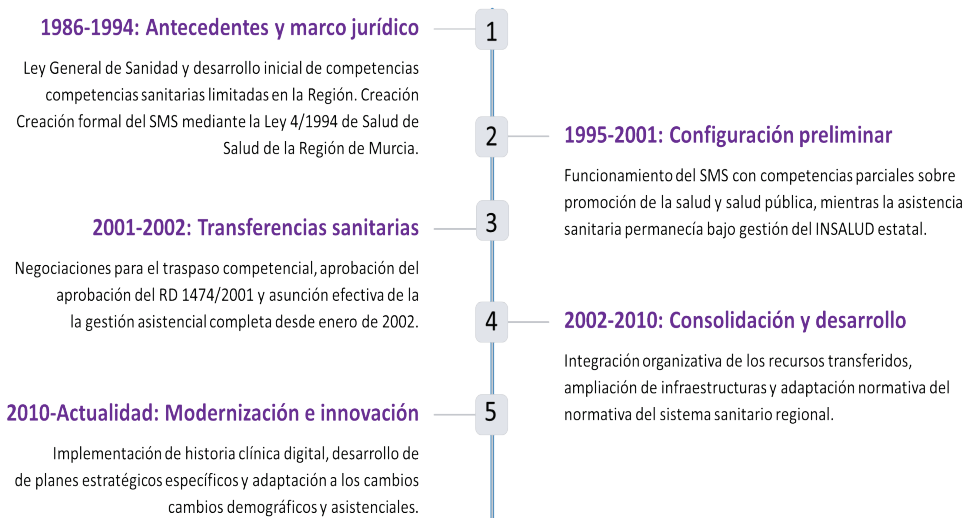 1986-1994: Antecedentes y marco jurídico
1
Ley General de Sanidad y desarrollo inicial de competencias
competencias sanitarias limitadas en la Región. Creación
Creación formal del SMS mediante la Ley 4/1994 de Salud de
Salud de la Región de Murcia.
2
1995-2001: Configuración preliminar
Funcionamiento del SMS con competencias parciales sobre
promoción de la salud y salud pública, mientras la asistencia
sanitaria permanecía bajo gestión del INSALUD estatal.
2001-2002: Transferencias sanitarias
3
Negociaciones para el traspaso competencial, aprobación del
aprobación del RD 1474/2001 y asunción efectiva de la
la gestión asistencial completa desde enero de 2002.
4
2002-2010: Consolidación y desarrollo
Integración organizativa de los recursos transferidos,
ampliación de infraestructuras y adaptación normativa del
normativa del sistema sanitario regional.
2010-Actualidad: Modernización e innovación
5
Implementación de historia clínica digital, desarrollo de
de planes estratégicos específicos y adaptación a los cambios
cambios demográficos y asistenciales.